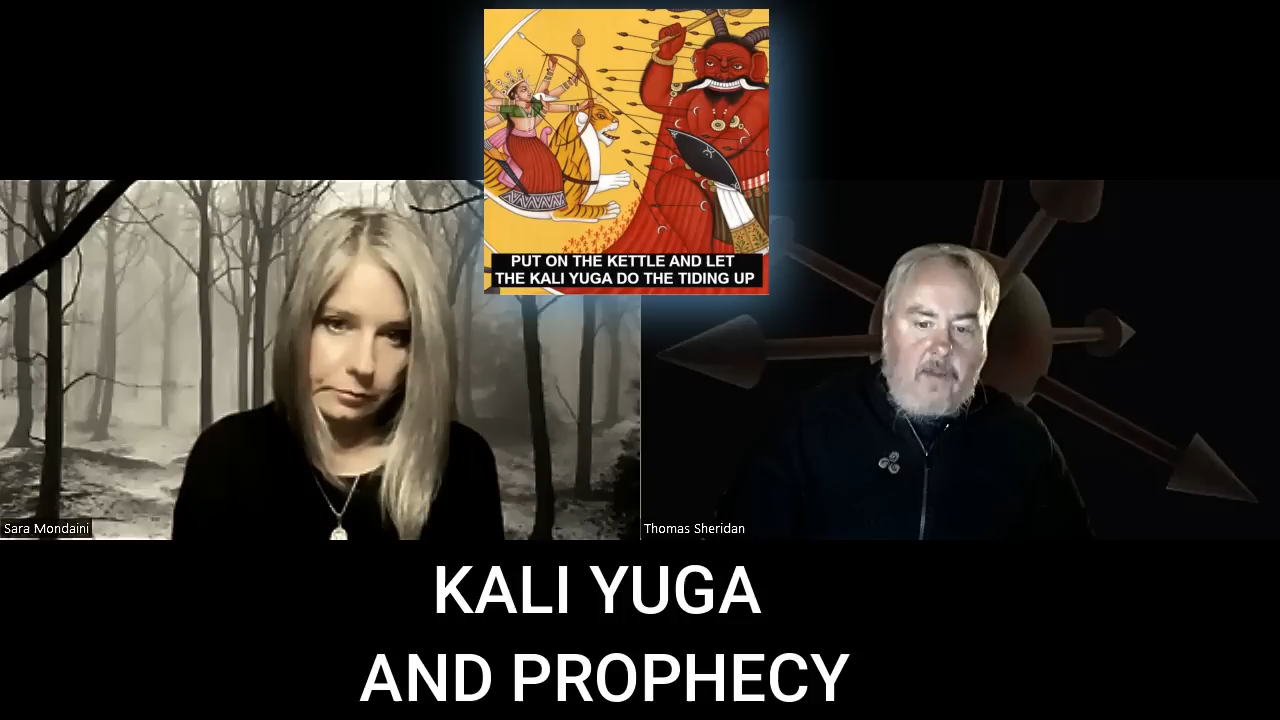 PUT ON THE KETTLE AND LET
THE KALI YUGA DO THE TIDING UP
Sara Mondaini
Thomas Sheridan
KALI YUGA
AND PROPHECY